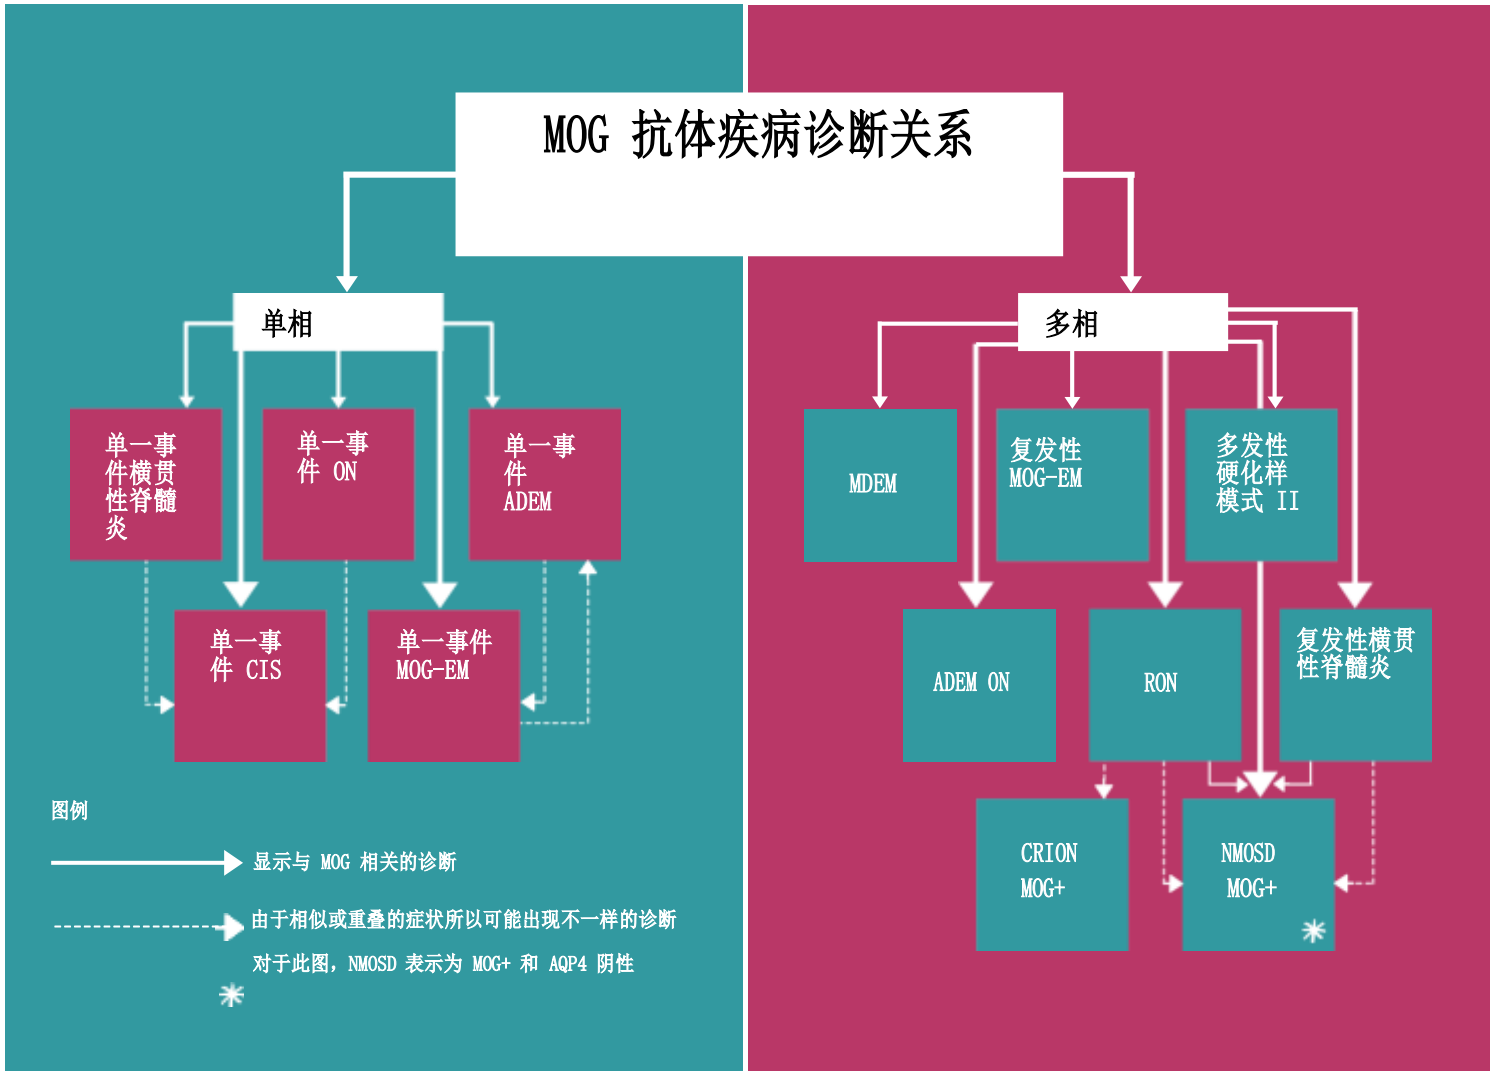 MOG 抗体疾病诊断关系
单相
多相
单一事
件横贯
性脊髓
炎
单一事
件 ON
单一事
件
ADEM
MDEM
复发性
MOG-EM
多发性
硬化样
模式 II
单一事
件 CIS
单一事件
MOG-EM
ADEM ON
RON
复发性横贯
性脊髓炎
CRION
MOG+
NMOSD
MOG+
图例
显示与 MOG 相关的诊断
由于相似或重叠的症状所以可能出现不一样的诊断
对于此图，NMOSD 表示为 MOG+ 和 AQP4 阴性